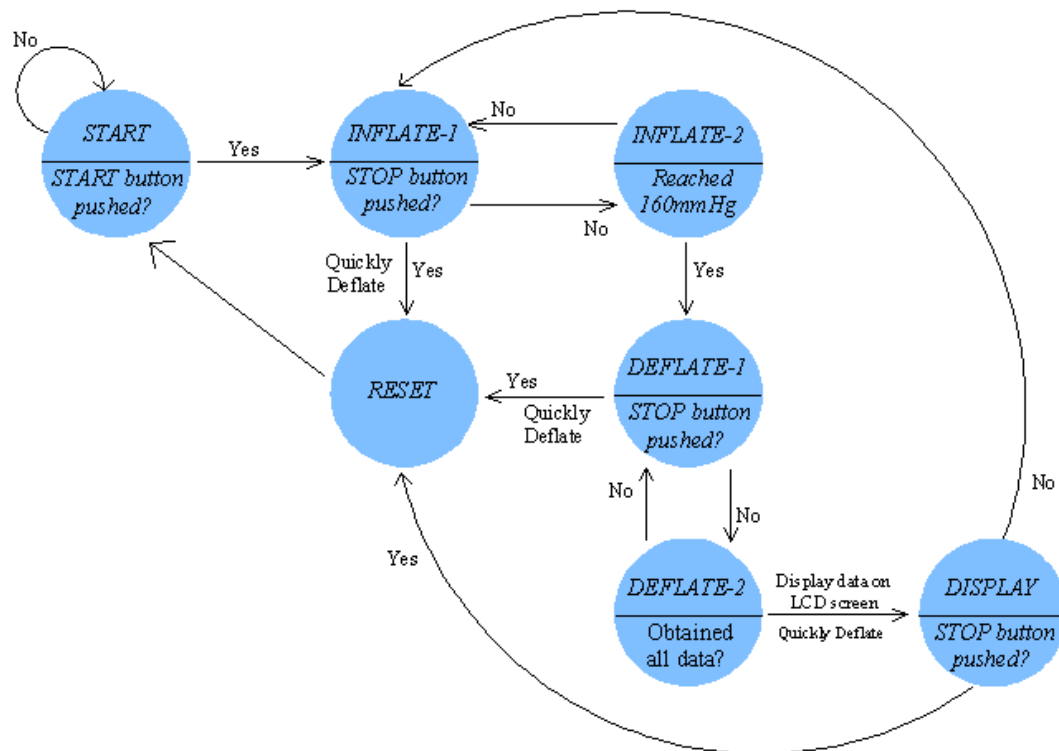 No
START
START button
pushed?
Yes
INFLATE-1
STOP button
pushed?
No
No
INFLATE-2
Reached
160mmHg
Quickly
Deflate
Yes
Yes
RESET
Yes
Quickly
Deflate
DEFLATE-1
STOP button
pushed?
No
No
Yes
DEFLATE-2
Obtained
all data?
Display data on
LCD screen
Quickly Deflate
No
DISPLAY
STOP button
pushed?